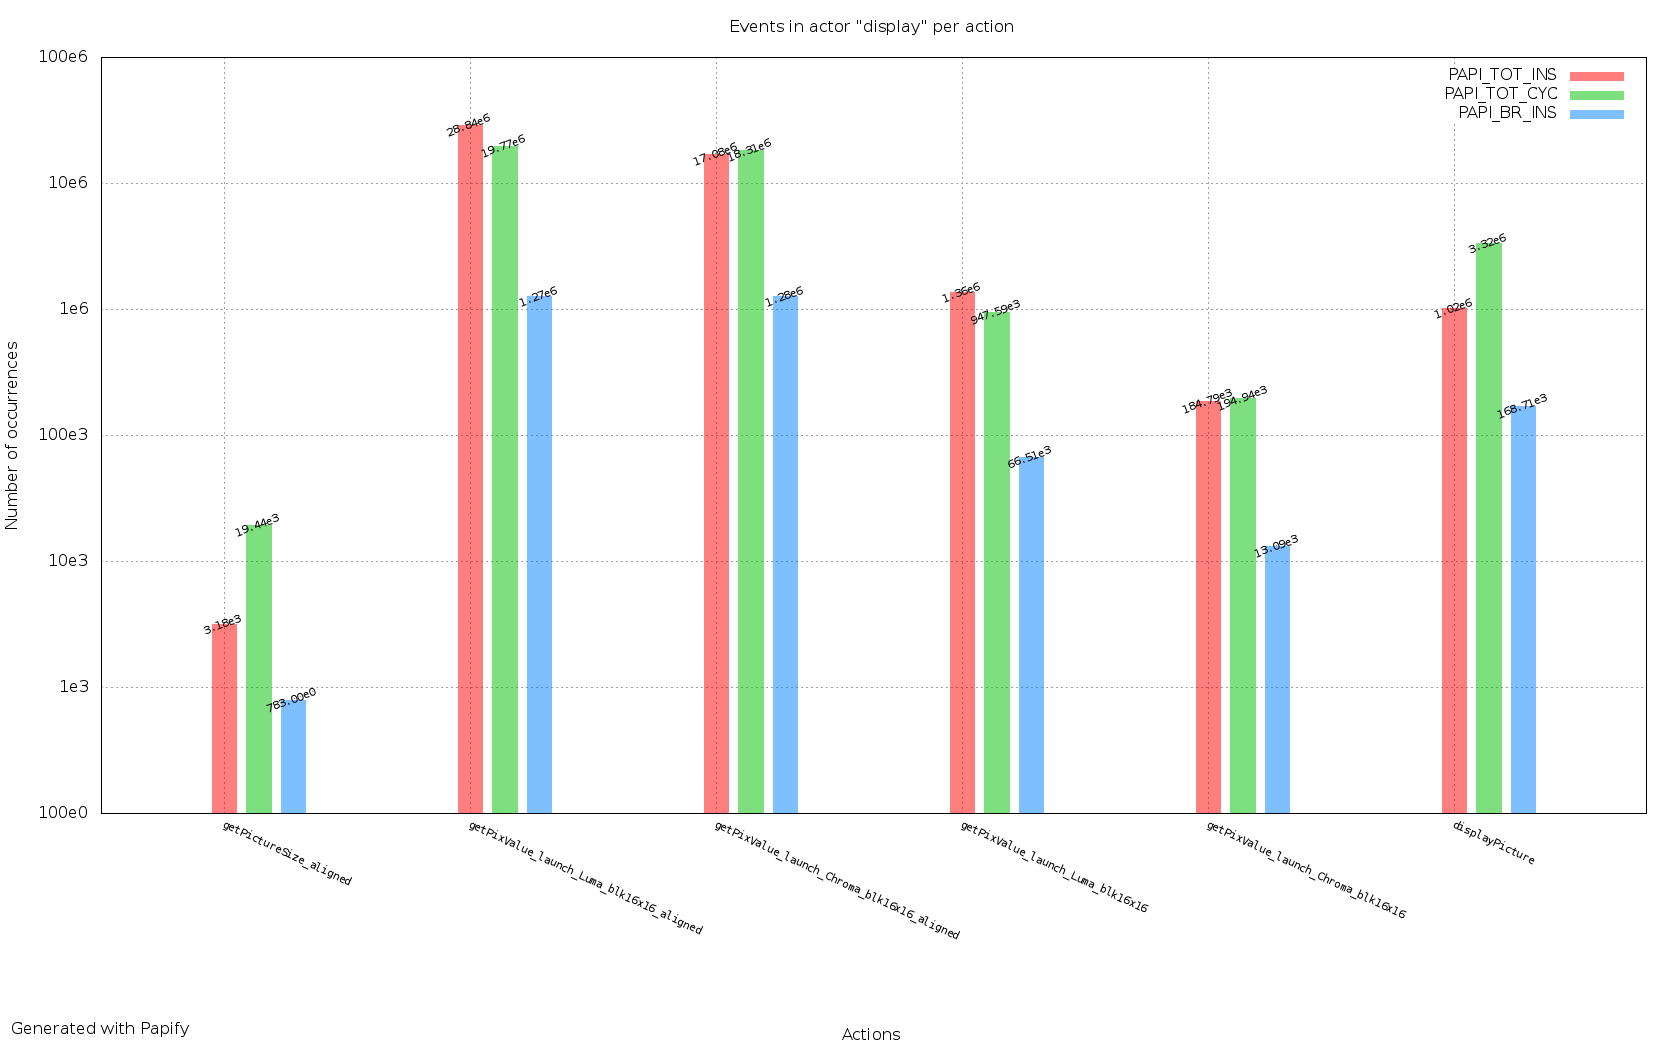 Events in actor "display" per action
100e6
10e6
1e6
100e3
10e3
1e3
100e0
Number of occurrences
PAPI_TOT_INS
PAPI_TOT_CYC
PAPI_BR_INS
3.18e3
19.44e3
783.00e0
28.84e6
19.77e6
1.27e6
17.08e6
18.31e6
1.28e6
1.36e6
947.59e3
66.51e3
184.79e3
194.94e3
13.09e3
1.02e6
3.32e6
168.71e3
getPictureSize_aligned
getPixValue_launch_Luma_blk16x16_aligned
getPixValue_launch_Chroma_blk16x16_aligned
getPixValue_launch_Luma_blk16x16
getPixValue_launch_Chroma_blk16x16
displayPicture
Actions
Generated with Papify